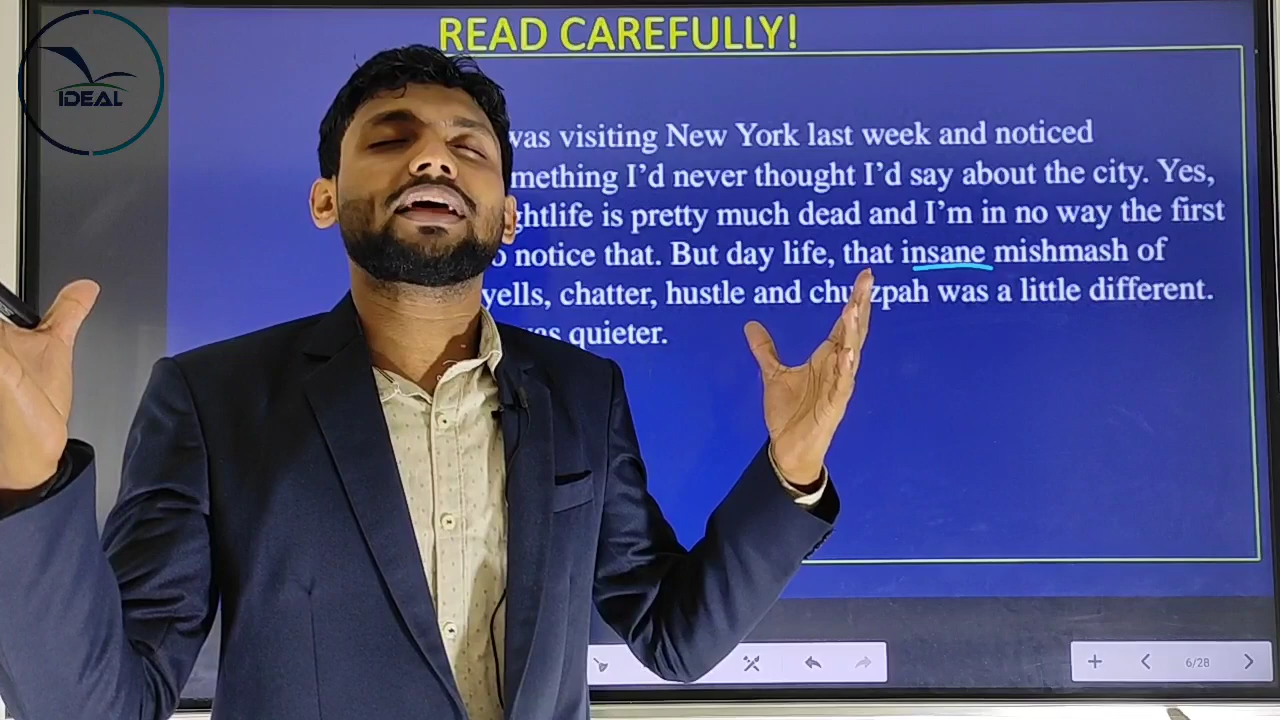 IDEAL
READ CAREFULLY!
was visiting New York last week and noticed
mething I'd never thought I'd say about the city. Yes,
ghtlife is pretty much dead and I'm in no way the first
o notice that. But day life, that insane mishmash of
yells, chatter, hustle and chutzpah was a little different.
was quieter.
6/28